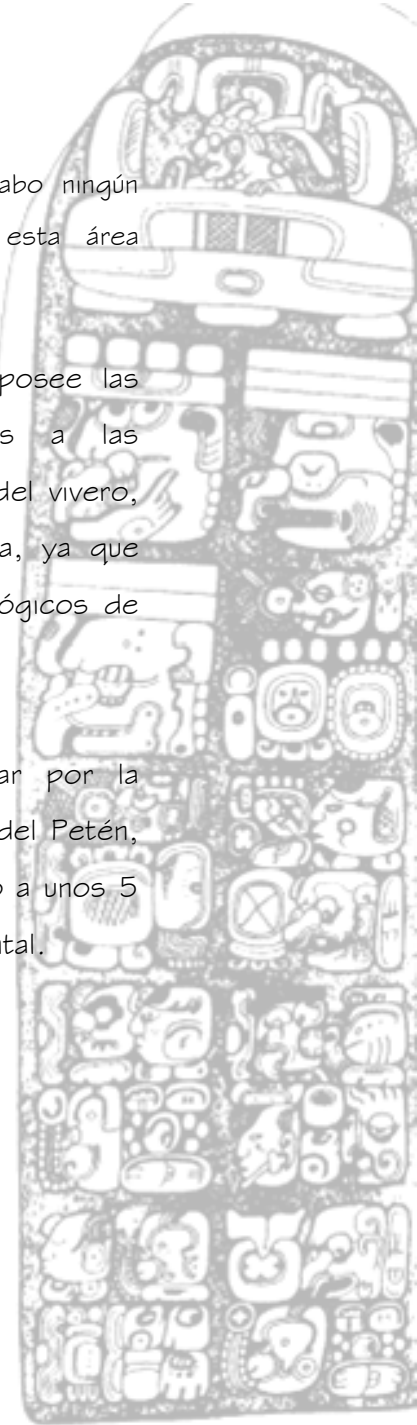 abo ningún
esta área
posee las
s a las
del vivero,
a, ya que
ógicos de
ar por la
del Petén,
o a unos 5
tal.